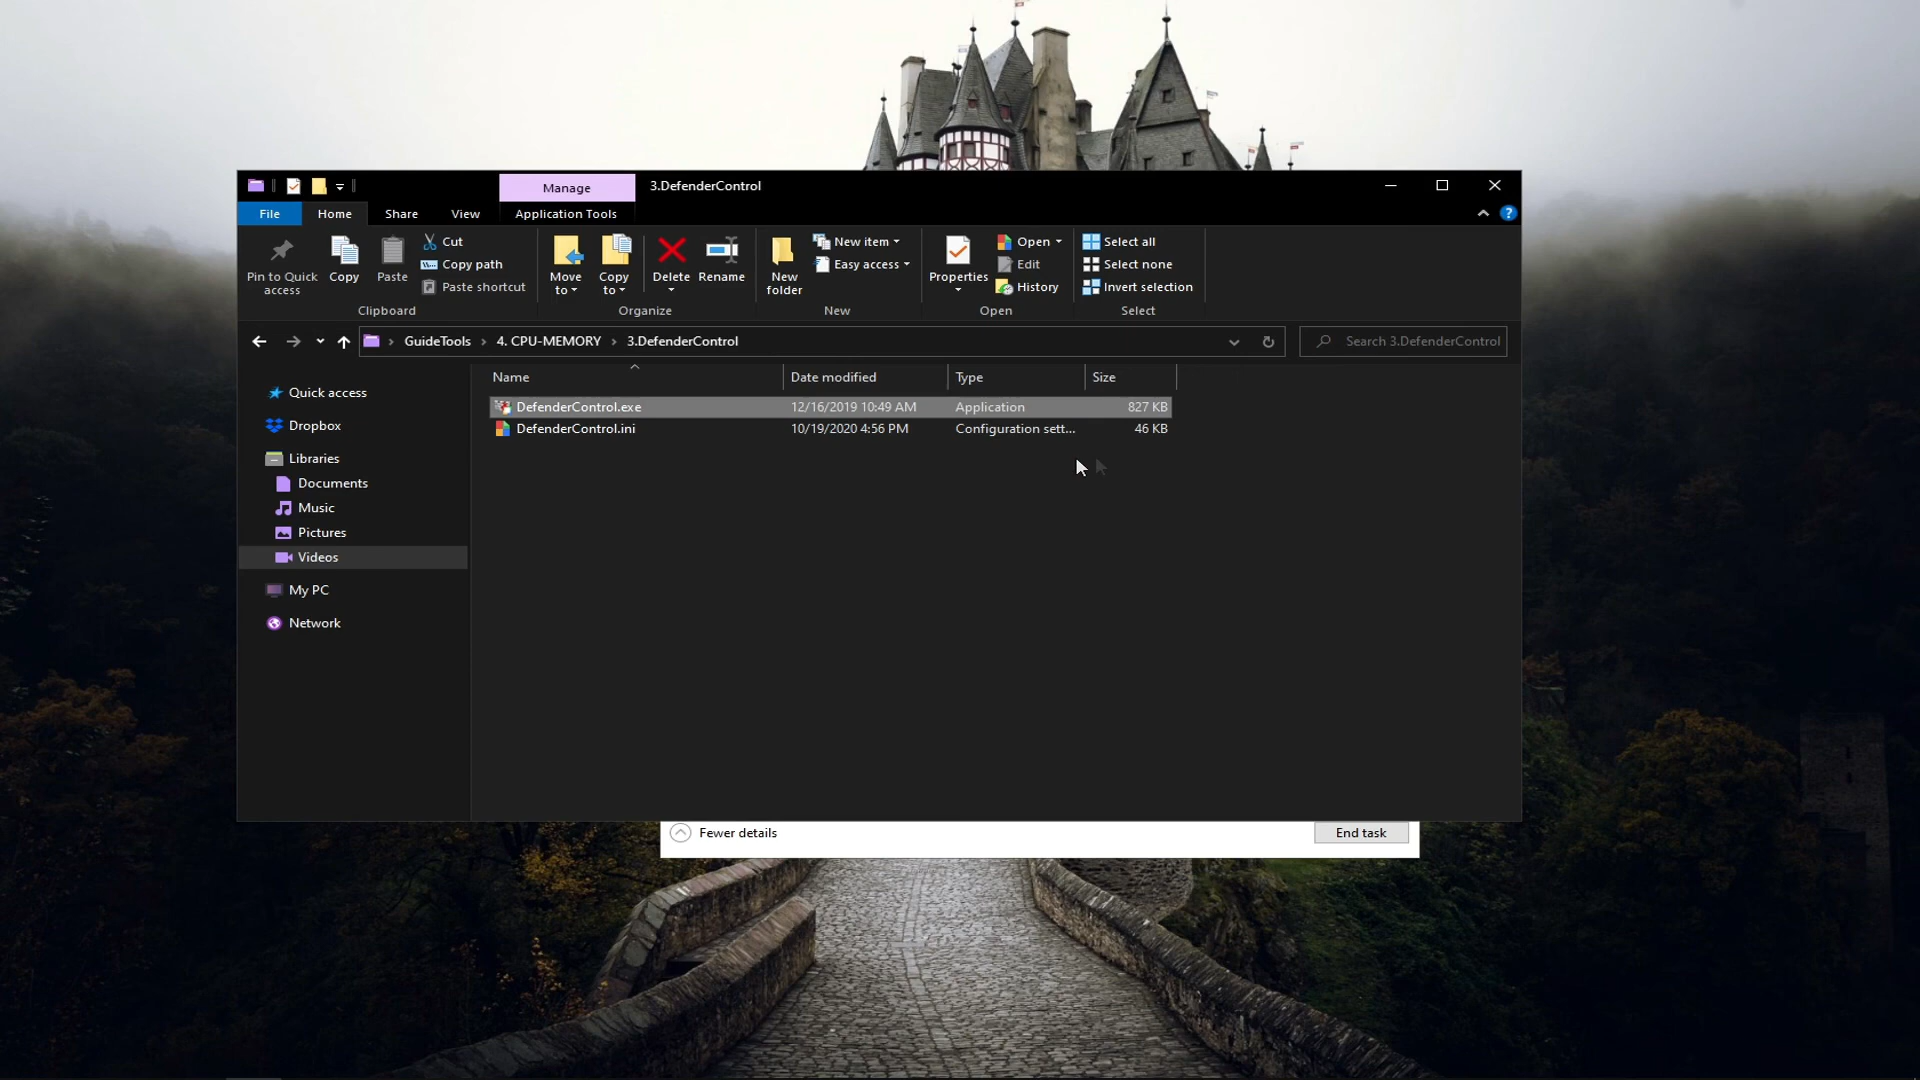 Manage
3.DefenderControl
File
Home
Share
View
Application Tools
Pin to Quick access
Copy
Paste
Cut
Copy path
Paste shortcut
Clipboard
Move to
Copy to
Delete
Rename
Organize
New folder
New item
Easy access
New
Properties
Open
Edit
History
Open
Select all
Select none
Invert selection
Select
GuideTools
4. CPU-MEMORY
3.DefenderControl
Search 3.DefenderControl
Name
Date modified
Type
Size
DefenderControl.exe 12/16/2019 10:49 AM Application 827 KB
DefenderControl.ini 10/19/2020 4:56 PM Configuration sett... 46 KB
Quick access
Dropbox
Libraries
Documents
Music
Pictures
Videos
My PC
Network
Fewer details
End task